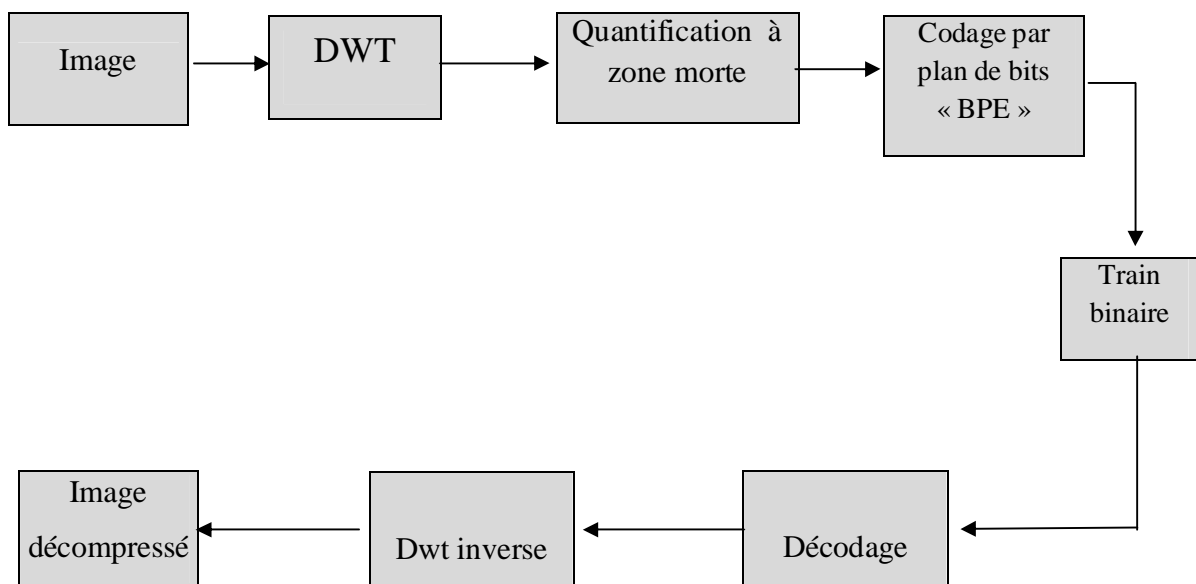 Image
DWT
Quantification à
zone morte
Codage par
plan de bits
« BPE »
Train
binaire
Décodage
Dwt inverse
Image
décompressé